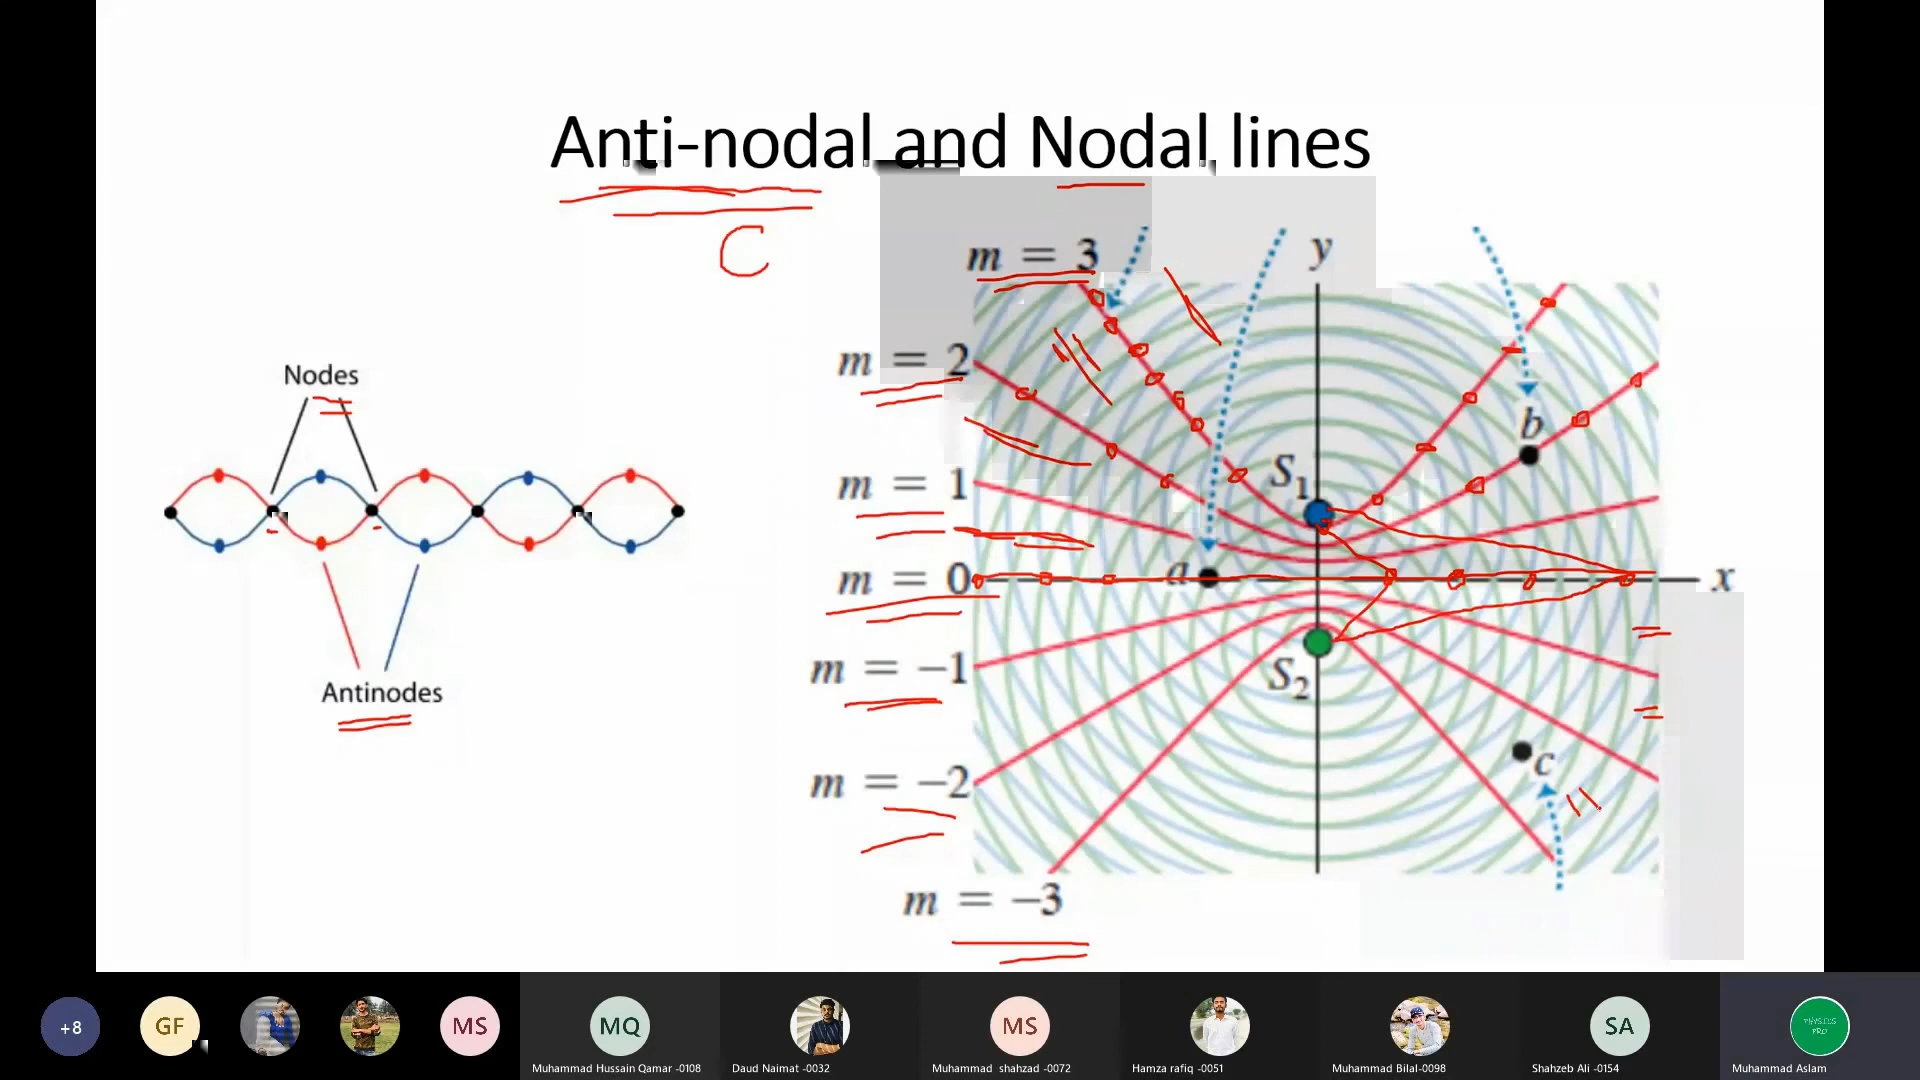 Anti-nodal and Nodal lines
C
Nodes
Antinodes
m = 3
m = 2
m = 1
m = 0
m = −1
m = −2
m = −3
y
x
S1
S2
a
b
c
+8
GF
MS
MQ
Muhammad Hussain Qamar -0108
Daud Naimat -0032
MS
Muhammad shahzad -0072
Hamza rafiq -0051
Muhammad Bilal-0098
SA
Shahzeb Ali -0154
PHYSICS
PRO
Muhammad Aslam